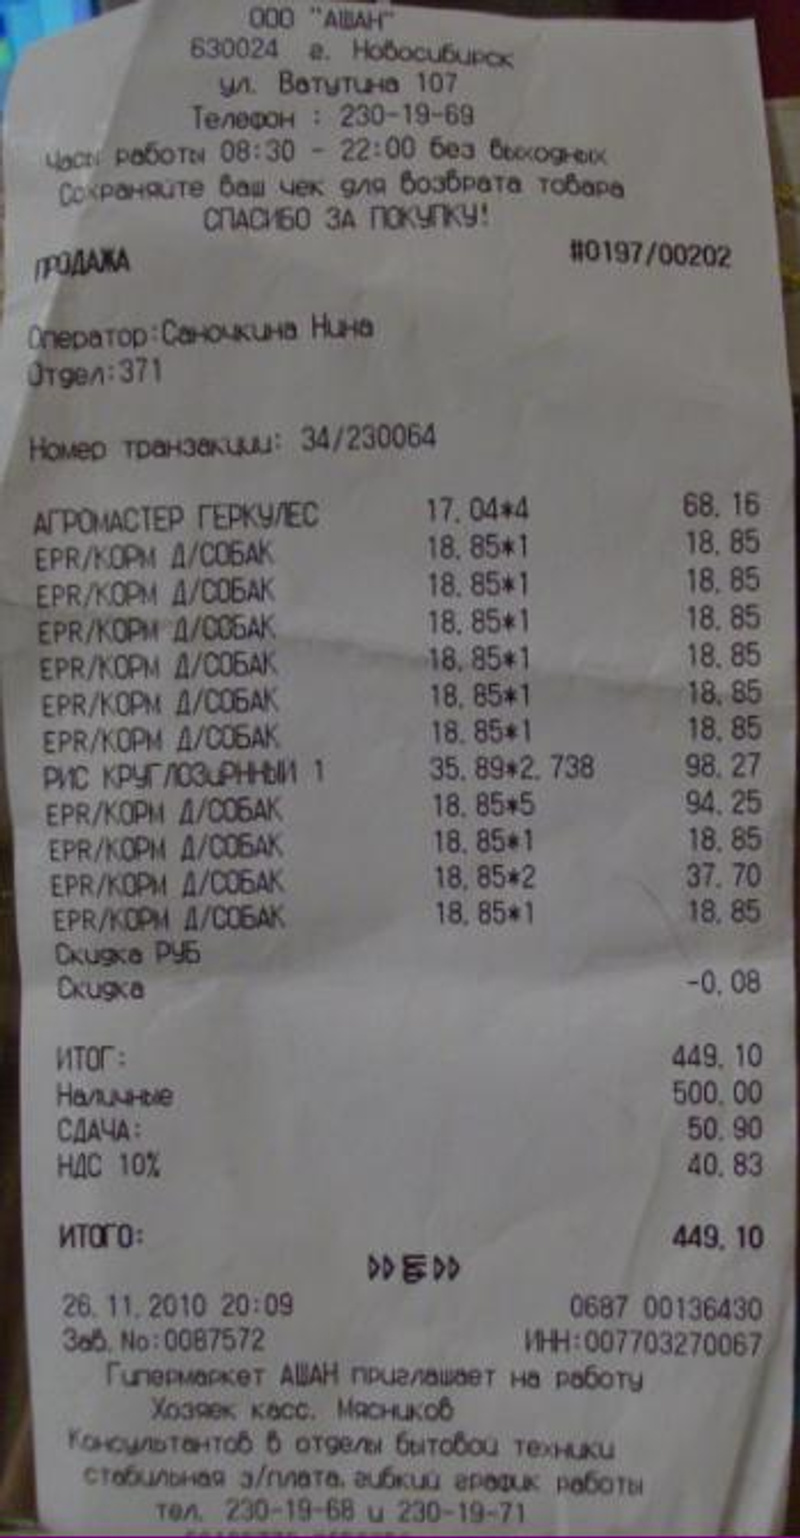 ООО "АШАН"
630024 г. Новосибирск
ул. Ватутина 107
Телефон : 230-19-69
Часы работы 08:30 - 22:00 без выходных
Сохраняйте ваш чек для возврата товара
СПАСИБО ЗА ПОКУПКУ!
ПРОДАЖА #0197/00202
Оператор:Саночкина Нина
Отдел:371
Номер транзакции: 34/230064
АГРОМАСТЕР ГЕРКУЛЕС 17.04*4 68.16
EPR/КОРМ Д/СОБАК 18.85*1 18.85
EPR/КОРМ Д/СОБАК 18.85*1 18.85
EPR/КОРМ Д/СОБАК 18.85*1 18.85
EPR/КОРМ Д/СОБАК 18.85*1 18.85
EPR/КОРМ Д/СОБАК 18.85*1 18.85
EPR/КОРМ Д/СОБАК 18.85*1 18.85
РИС КРУГЛОЗЕРННЫЙ 1 35.89*2.738 98.27
EPR/КОРМ Д/СОБАК 18.85*5 94.25
EPR/КОРМ Д/СОБАК 18.85*1 18.85
EPR/КОРМ Д/СОБАК 18.85*2 37.70
EPR/КОРМ Д/СОБАК 18.85*1 18.85
Скидка РУБ
Скидка -0.08
ИТОГ: 449.10
Наличные 500.00
СДАЧА: 50.90
НДС 10% 40.83
ИТОГО: 449.10
26.11.2010 20:09 0687 00136430
Зав.No:0087572 ИНН:007703270067
Гипермаркет АШАН приглашает на работу
Хозяек касс. Мясников
Консультантов в отделы бытовой техники
стабильная з/плата.гибкий график работы
тел. 230-19-68 и 230-19-71